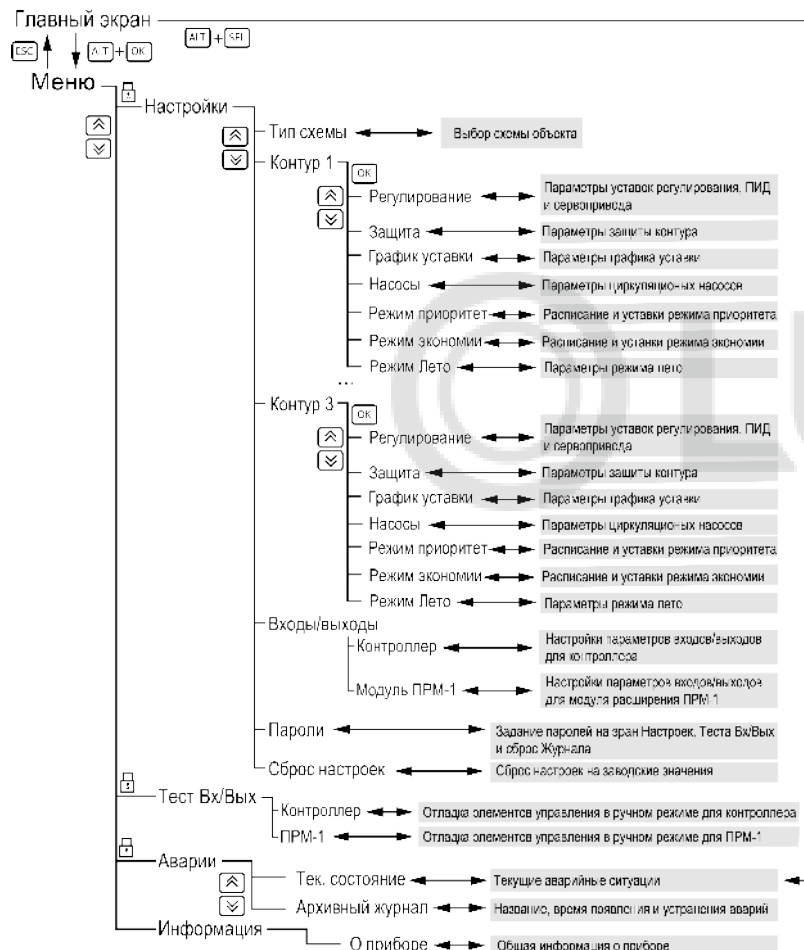 Главный экран
ESC
ALT + OK
ALT + SEL
Меню
Настройки
Тип схемы
Выбор схемы объекта
Контур 1
OK
Регулирование
Параметры уставок регулирования, ПИД
и сервопривода
Защита
Параметры защиты контура
График уставки
Параметры графика уставки
Насосы
Параметры циркуляционых насосов
Режим приоритет
Расписание и уставки режима приоритета
Режим экономии
Расписание и уставки режима экономии
Режим Лето
Параметры режима лето
...
Контур 3
OK
Регулирование
Параметры уставок регулирования, ПИД
и сервопривода
Защита
Параметры защиты контура
График уставки
Параметры графика уставки
Насосы
Параметры циркуляционых насосов
Режим приоритет
Расписание и уставки режима приоритета
Режим экономии
Расписание и уставки режима экономии
Режим Лето
Параметры режима лето
Входы/выходы
Контроллер
Настройки параметров входов/выходов
для контроллера
Модуль ПРМ-1
Настройки параметров входов/выходов
для модуля расширения ПРМ-1
Пароли
Задание паролей на зран Настроек, Теста Вх/Вых
и сброс Журнала
Сброс настроек
Сброс настроек на заводские значения
Тест Вх/Вых
Контроллер
Отладка элементов управления в ручном режиме для контроллера
ПРМ-1
Отладка элементов управления в ручном режиме для ПРМ-1
Аварии
Тек. состояние
Текущие аварийные ситуации
Архивный журнал
Название, время появления и устранения аварий
Информация
О приборе
Общая информация о приборе